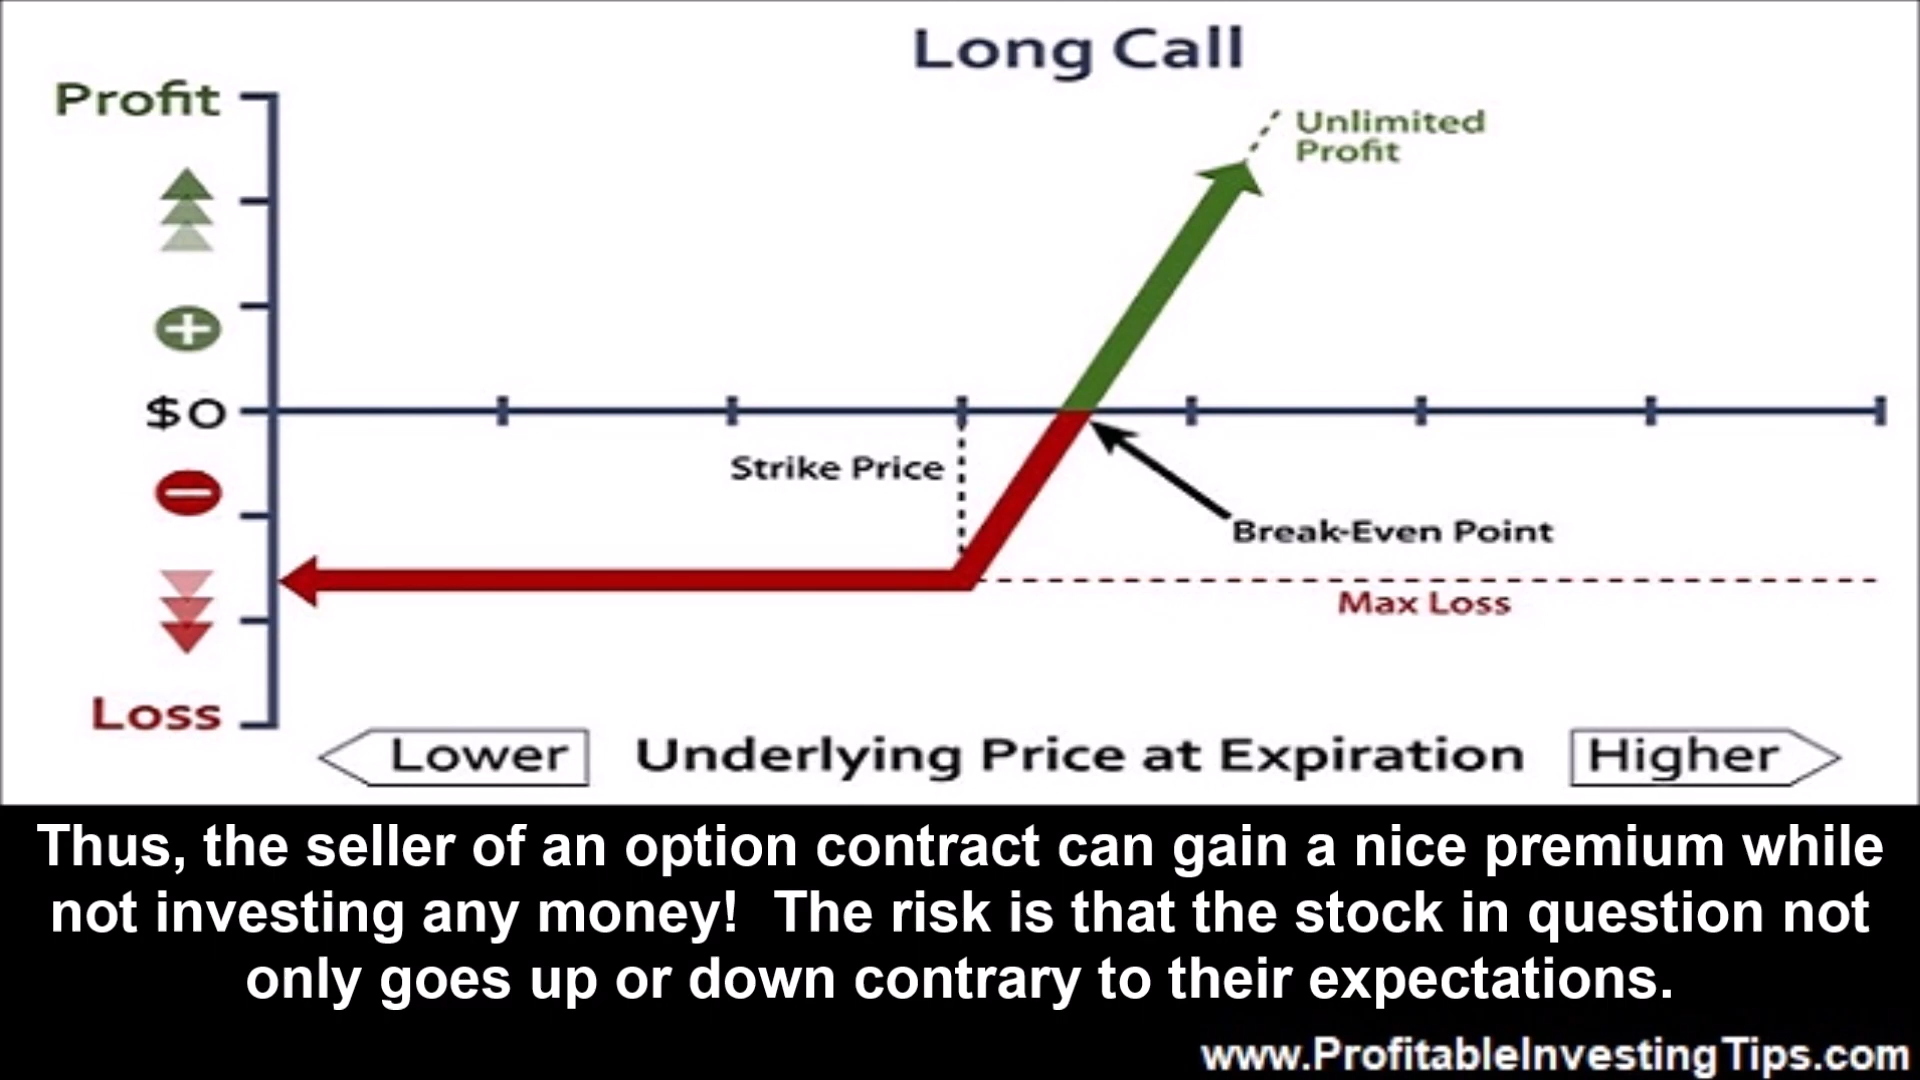 Long Call
Profit
Unlimited
Profit
$0
Strike Price
Break-Even Point
Max Loss
Loss
Lower
Underlying Price at Expiration
Higher
Thus, the seller of an option contract can gain a nice premium while
not investing any money!  The risk is that the stock in question not
only goes up or down contrary to their expectations.
www.ProfitableInvestingTips.com